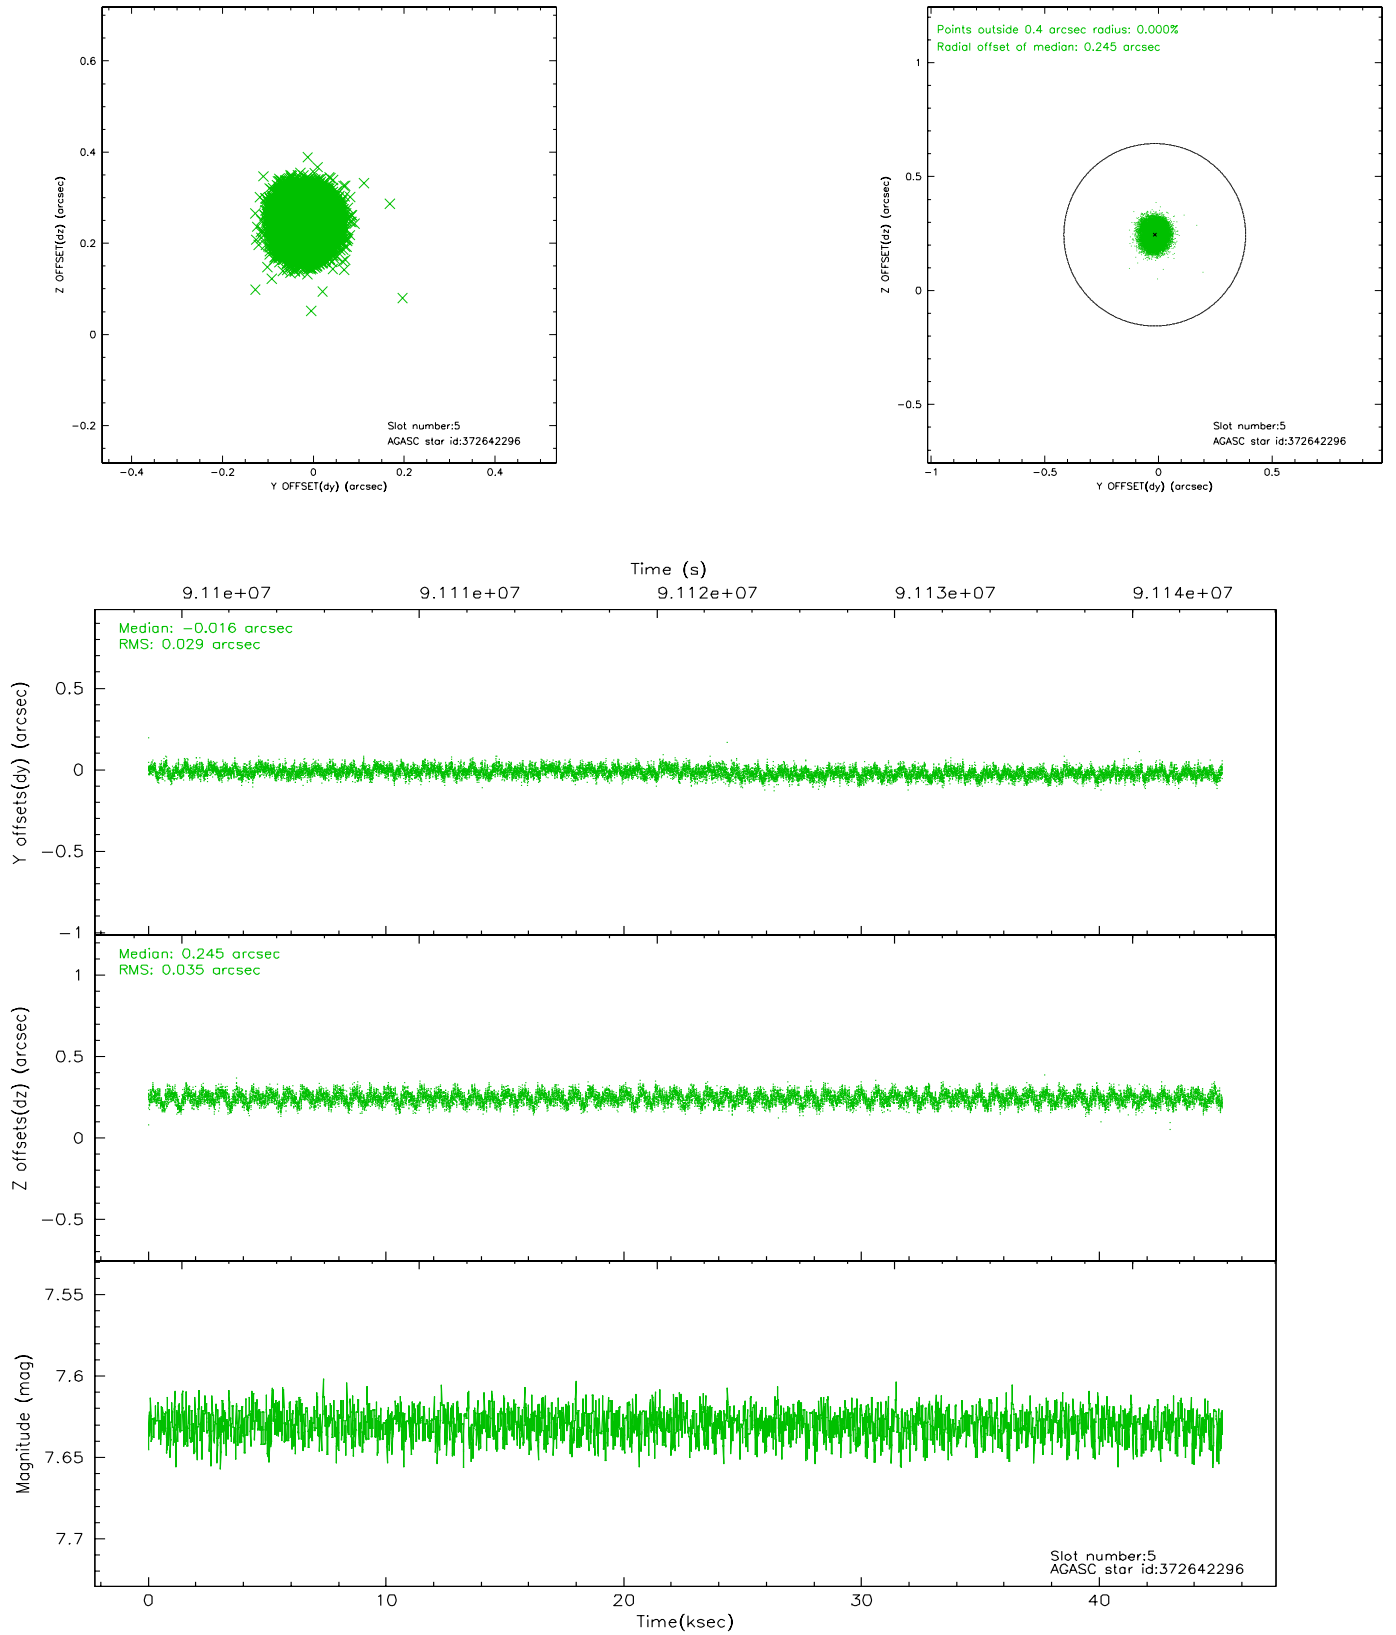 0.6
0.4
0.2
0
−0.2
Z OFFSET(dz) (arcsec)
Slot number:5
AGASC star id:372642296
−0.4 −0.2 0 0.2 0.4
Y OFFSET(dy) (arcsec)
Points outside 0.4 arcsec radius: 0.000%
Radial offset of median: 0.245 arcsec
1
0.5
0
−0.5
Z OFFSET(dz) (arcsec)
Slot number:5
AGASC star id:372642296
−1 −0.5 0 0.5
Y OFFSET(dy) (arcsec)
Time (s)
9.11e+07 9.111e+07 9.112e+07 9.113e+07 9.114e+07
Median: −0.016 arcsec
RMS: 0.029 arcsec
0.5
0
−0.5
−1
Y offsets(dy) (arcsec)
Median: 0.245 arcsec
RMS: 0.035 arcsec
1
0.5
0
−0.5
Z offsets(dz) (arcsec)
7.55
7.6
7.65
7.7
Magnitude (mag)
Slot number:5
AGASC star id:372642296
0 10 20 30 40
Time(ksec)